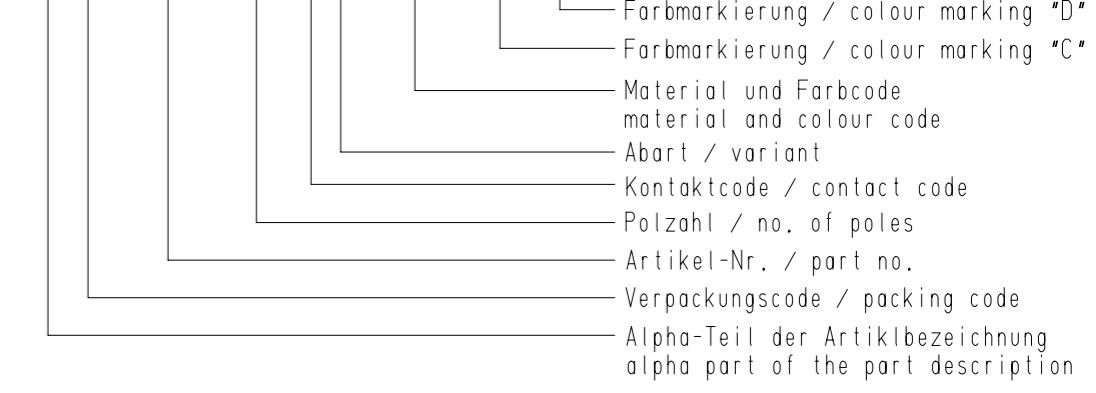 Farbmarkierung / colour marking "D"
Farbmarkierung / colour marking "C"
Material und Farbcode
material and colour code
Abart / variant
Kontaktcode / contact code
Polzahl / no. of poles
Artikel-Nr. / part no.
Verpackungscode / packing code
Alpha-Teil der Artiklbezeichnung
alpha part of the part description